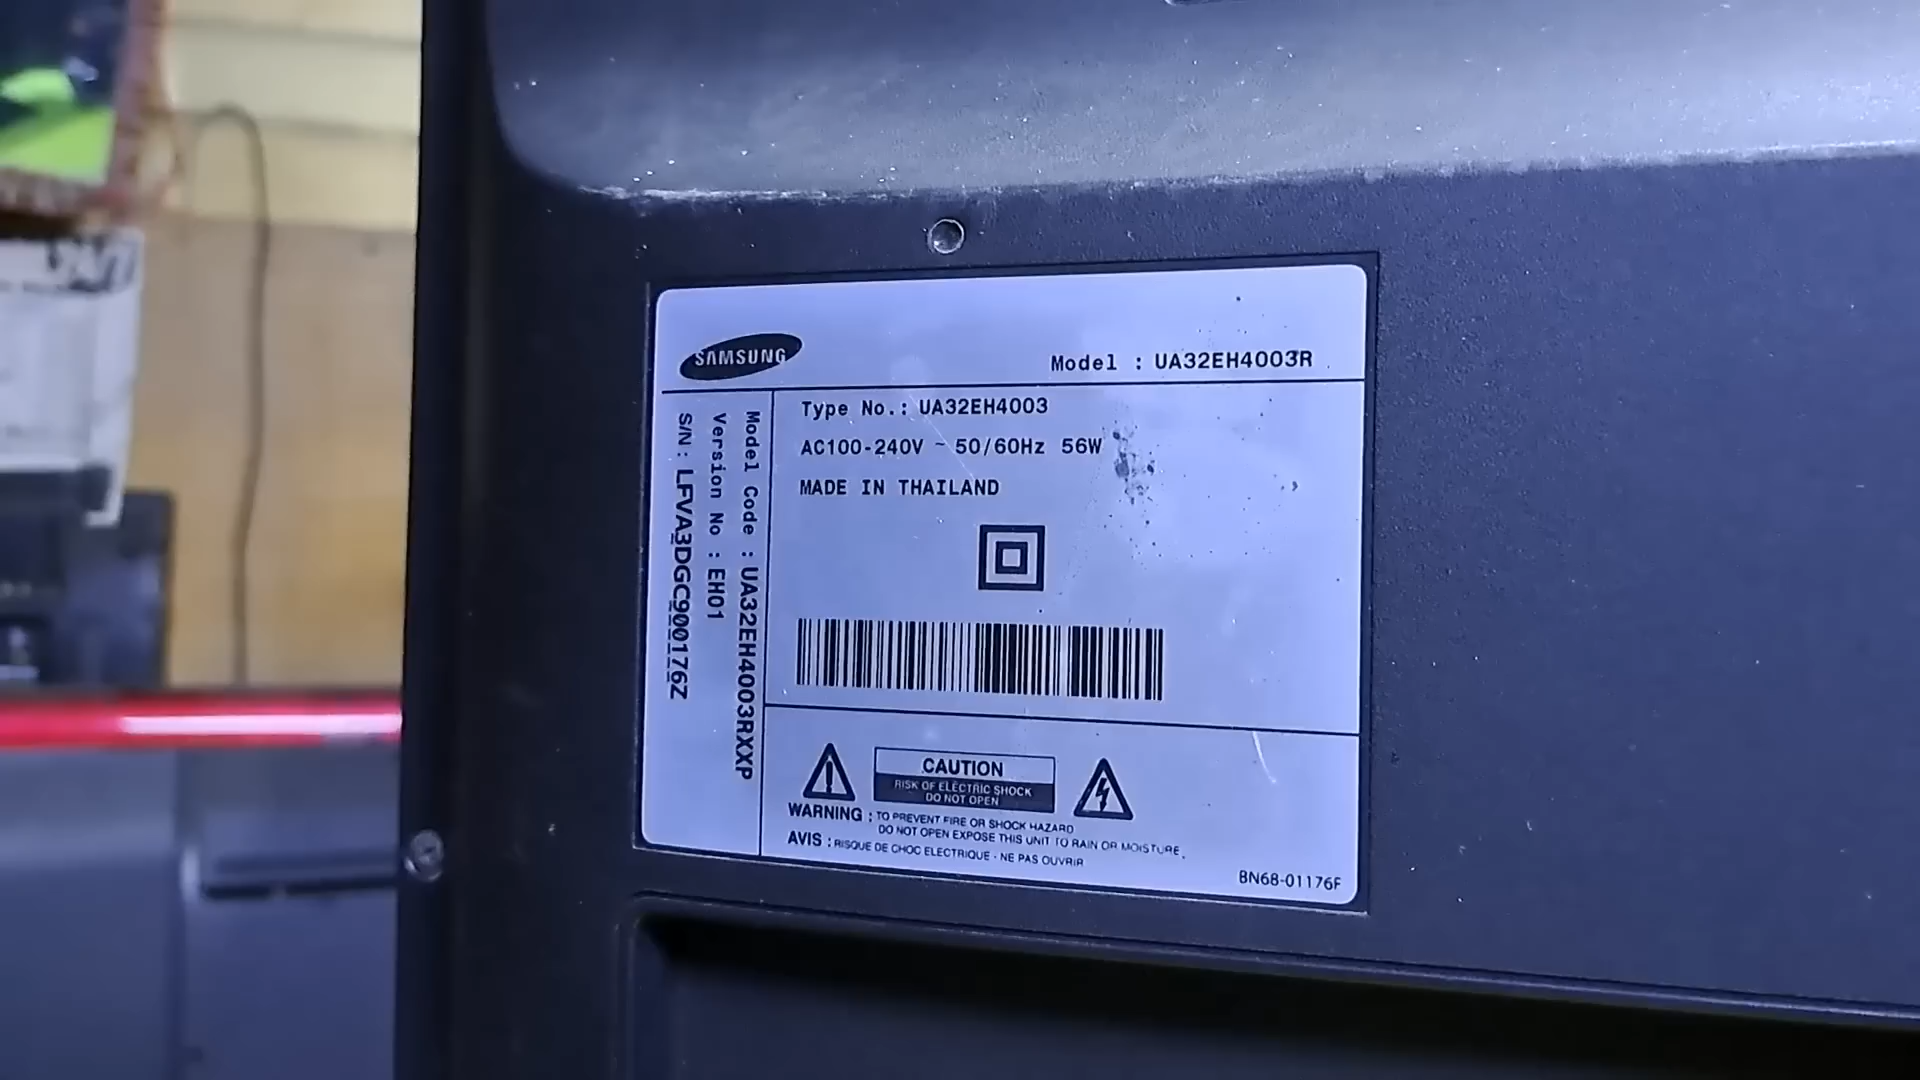 SAMSUNG
Model : UA32EH4003R
Type No.: UA32EH4003
AC100-240V ~ 50/60Hz 56W
MADE IN THAILAND
Model Code : UA32EH4003RXXP
Version No : EH01
S/N : LFVA3DGC900176Z
CAUTION
RISK OF ELECTRIC SHOCK
DO NOT OPEN
WARNING : TO PREVENT FIRE OR SHOCK HAZARD
DO NOT OPEN EXPOSE THIS UNIT TO RAIN OR MOISTURE.
AVIS : RISQUE DE CHOC ELECTRIQUE - NE PAS OUVRIR
BN68-01176F
24/7